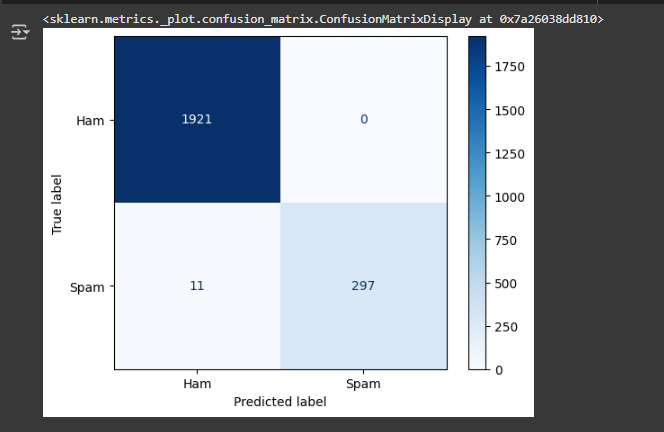 <sklearn.metrics._plot.confusion_matrix.ConfusionMatrixDisplay at 0x7a26038dd810>
1750
Ham 1921 0
1500
1250
True label
1000
750
Spam 11 297
500
250
0
Ham Spam
Predicted label